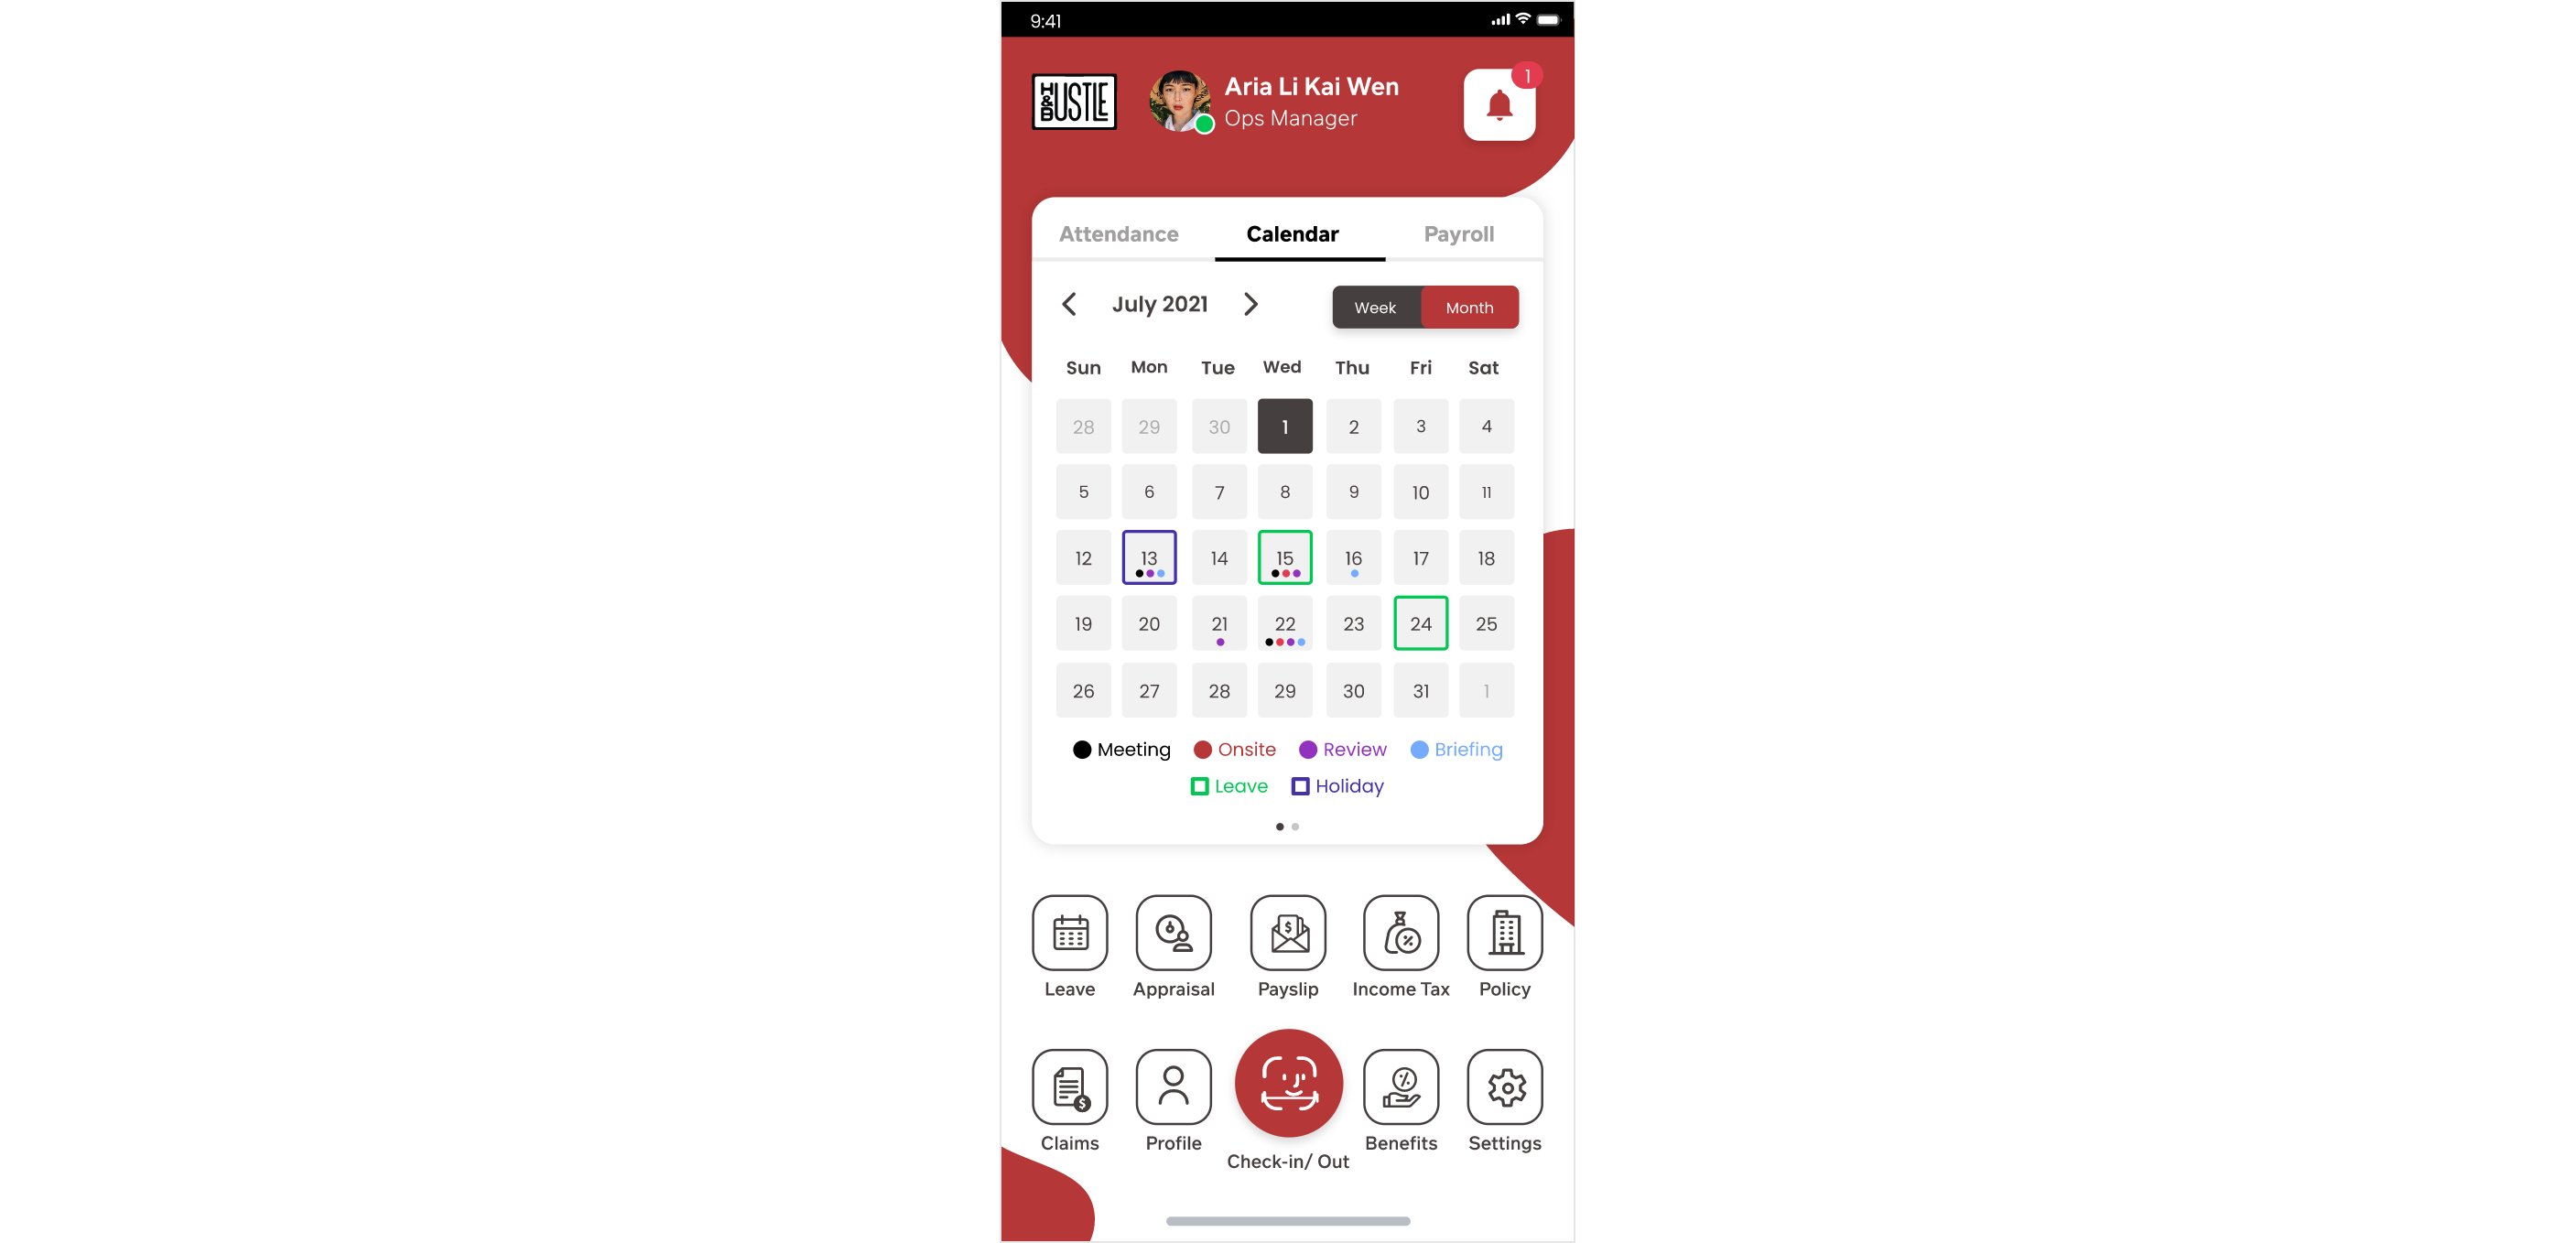 9:41
H&D HUSTLE
Aria Li Kai Wen
Ops Manager
1
Attendance Calendar Payroll
July 2021 Week Month
Sun Mon Tue Wed Thu Fri Sat
28 29 30 1 2 3 4
5 6 7 8 9 10 11
12 13 14 15 16 17 18
19 20 21 22 23 24 25
26 27 28 29 30 31 1
Meeting Onsite Review Briefing
Leave Holiday
Leave Appraisal Payslip Income Tax Policy
Claims Profile Benefits Settings
Check-in/ Out